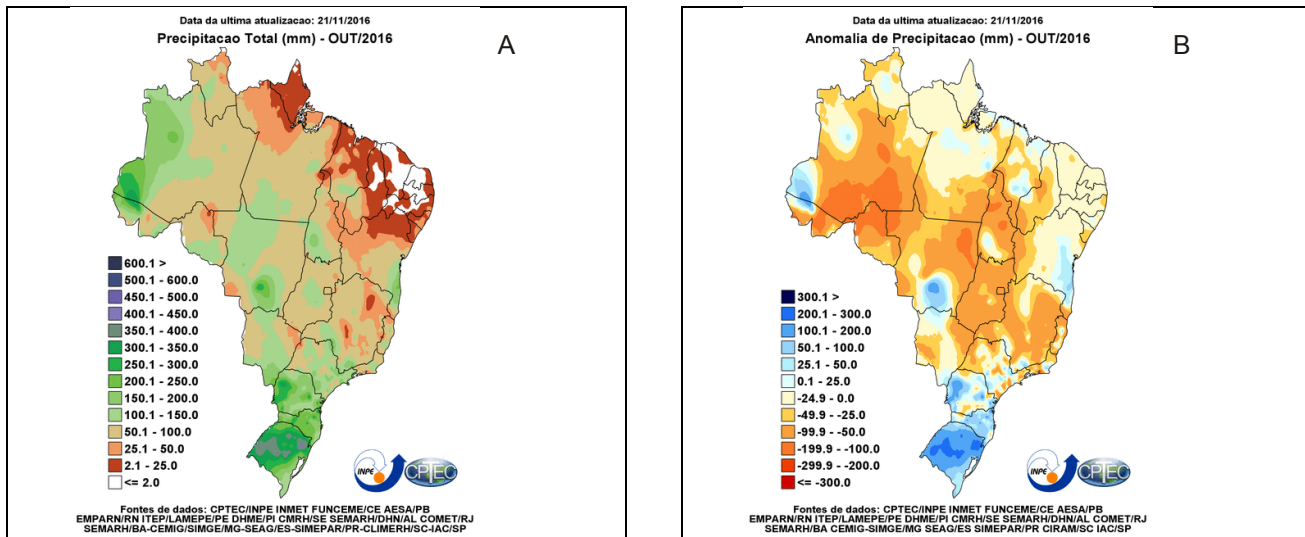 Data da ultima atualizacao: 21/11/2016
Precipitacao Total (mm) - OUT/2016
A
600.1 >
500.1 - 600.0
450.1 - 500.0
400.1 - 450.0
350.1 - 400.0
300.1 - 350.0
250.1 - 300.0
200.1 - 250.0
150.1 - 200.0
100.1 - 150.0
50.1 - 100.0
25.1 - 50.0
2.1 - 25.0
<= 2.0
INPE
CPTEC
Fontes de dados: CPTEC/INPE INMET FUNCEME/CE AESA/PB
EMPARN/RN ITEP/LAMEPE/PE DHME/PI CMRH/SE SEMARH/DHN/AL COMET/RJ
SEMARH/BA-CEMIG/SIMGE/MG-SEAG/ES-SIMEPAR/PR-CLIMERH/SC-IAC/SP
Data da ultima atualizacao: 21/11/2016
Anomalia de Precipitacao (mm) - OUT/2016
B
300.1 >
200.1 - 300.0
100.1 - 200.0
50.1 - 100.0
25.1 - 50.0
0.1 - 25.0
-24.9 - 0.0
-49.9 - -25.0
-99.9 - -50.0
-199.9 - -100.0
-299.9 - -200.0
<= -300.0
INPE
CPTEC
Fontes de dados: CPTEC/INPE INMET FUNCEME/CE AESA/PB
EMPARN/RN ITEP/LAMEPE/PE DHME/PI CMRH/SE SEMARH/DHN/AL COMET/RJ
SEMARH/BA CEMIG-SIMGE/MG SEAG/ES SIMEPAR/PR CIRAM/SC IAC/SP